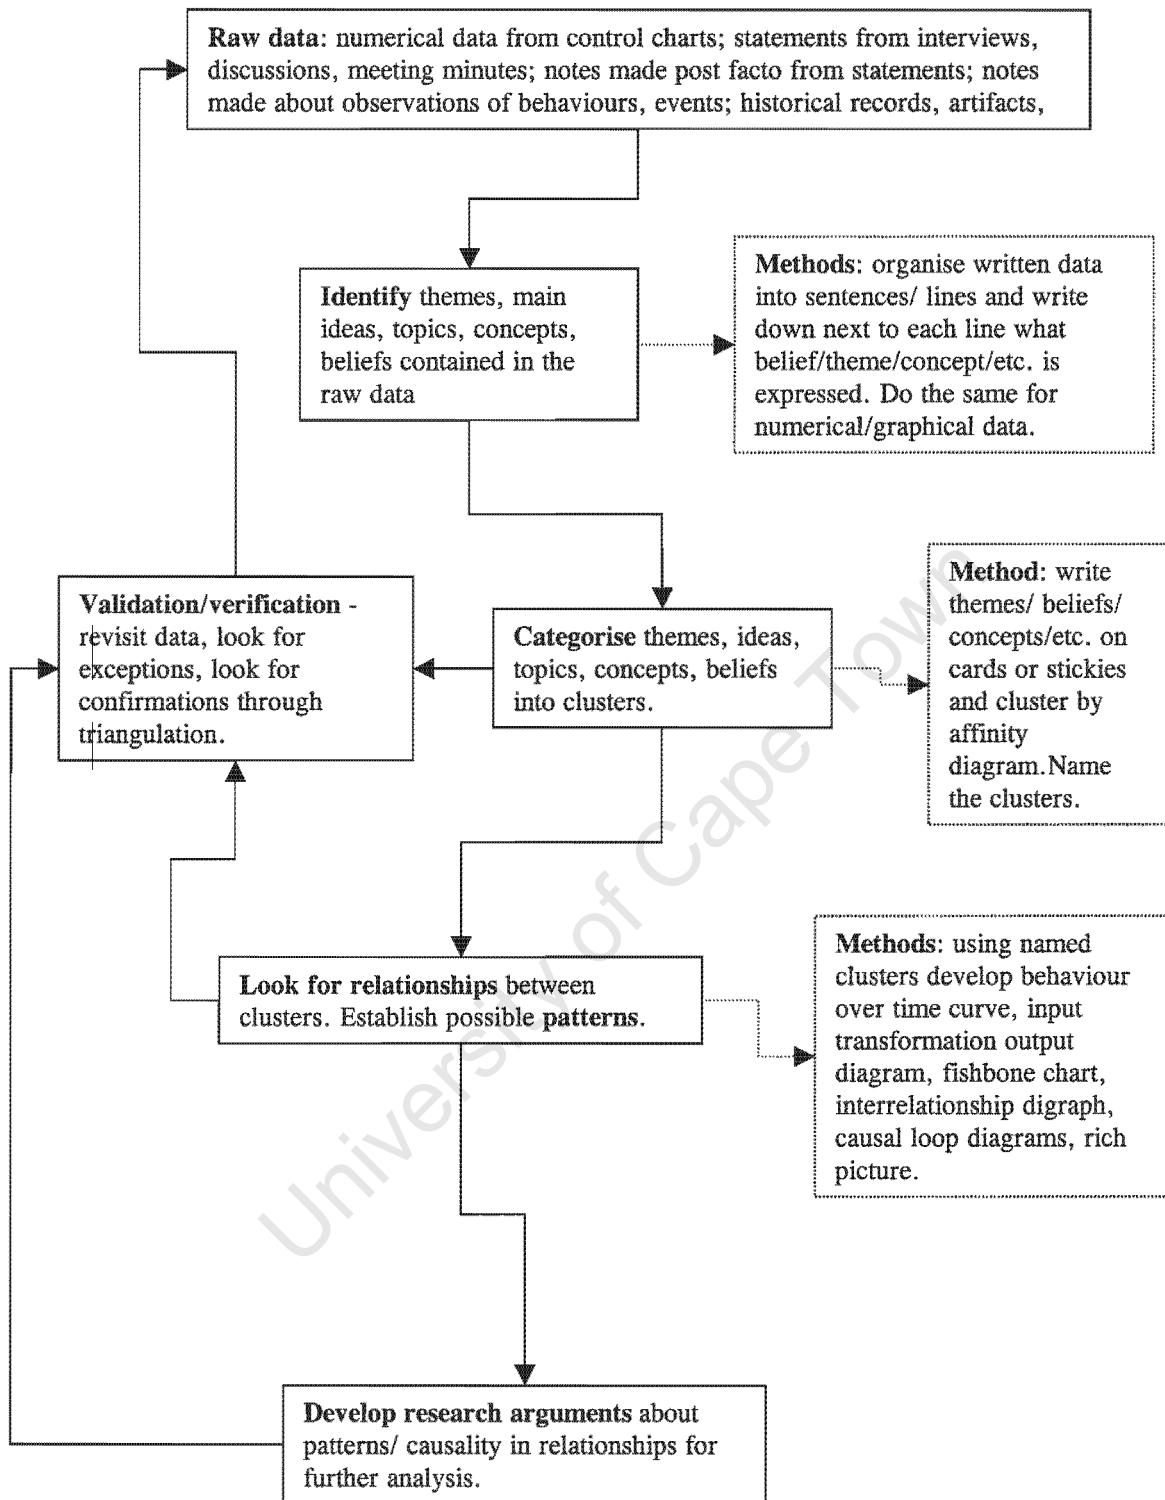 Raw data: numerical data from control charts; statements from interviews,
discussions, meeting minutes; notes made post facto from statements; notes
made about observations of behaviours, events; historical records, artifacts,
Identify themes, main
ideas, topics, concepts,
beliefs contained in the
raw data
Methods: organise written data
into sentences/ lines and write
down next to each line what
belief/theme/concept/etc. is
expressed. Do the same for
numerical/graphical data.
Validation/verification -
revisit data, look for
exceptions, look for
confirmations through
triangulation.
Categorise themes, ideas,
topics, concepts, beliefs
into clusters.
Method: write
themes/ beliefs/
concepts/etc. on
cards or stickies
and cluster by
affinity
diagram.Name
the clusters.
Look for relationships between
clusters. Establish possible patterns.
Methods: using named
clusters develop behaviour
over time curve, input
transformation output
diagram, fishbone chart,
interrelationship digraph,
causal loop diagrams, rich
picture.
Develop research arguments about
patterns/ causality in relationships for
further analysis.
University of Cape Town